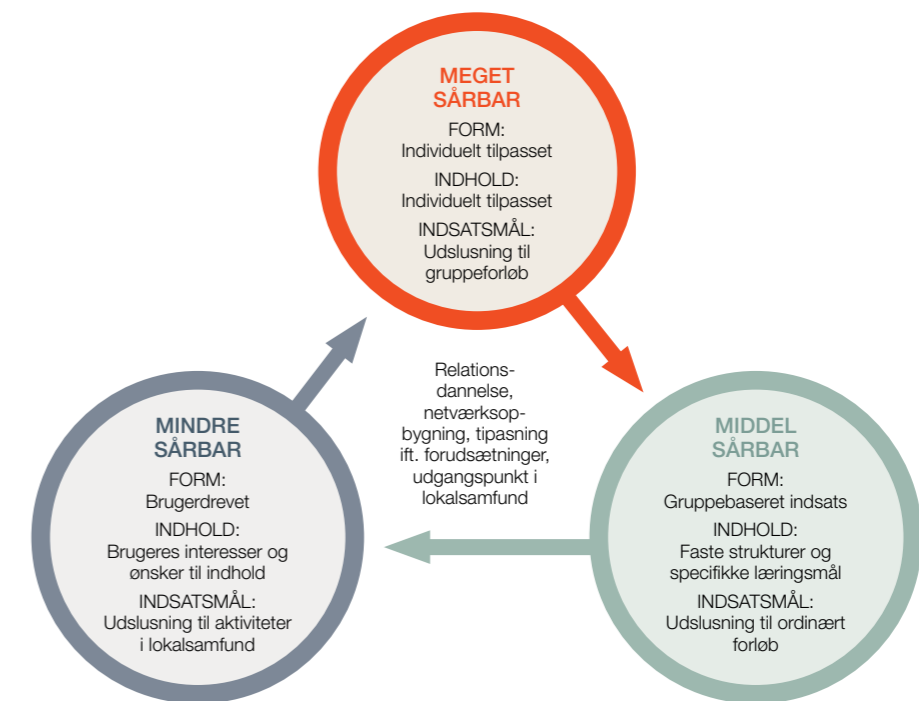 MEGET
SÅRBAR
FORM:
Individuelt tilpasset
INDHOLD:
Individuelt tilpasset
INDSATSMÅL:
Udslusning til
gruppeforløb
Relations-
dannelse,
netværksop-
bygning, tipasning
ift. forudsætninger,
udgangspunkt i
lokalsamfund
MINDRE
SÅRBAR
FORM:
Brugerdrevet
INDHOLD:
Brugeres interesser og
ønsker til indhold
INDSATSMÅL:
Udslusning til aktiviteter
i lokalsamfund
MIDDEL
SÅRBAR
FORM:
Gruppebaseret indsats
INDHOLD:
Faste strukturer og
specifikke læringsmål
INDSATSMÅL:
Udslusning til ordinært
forløb